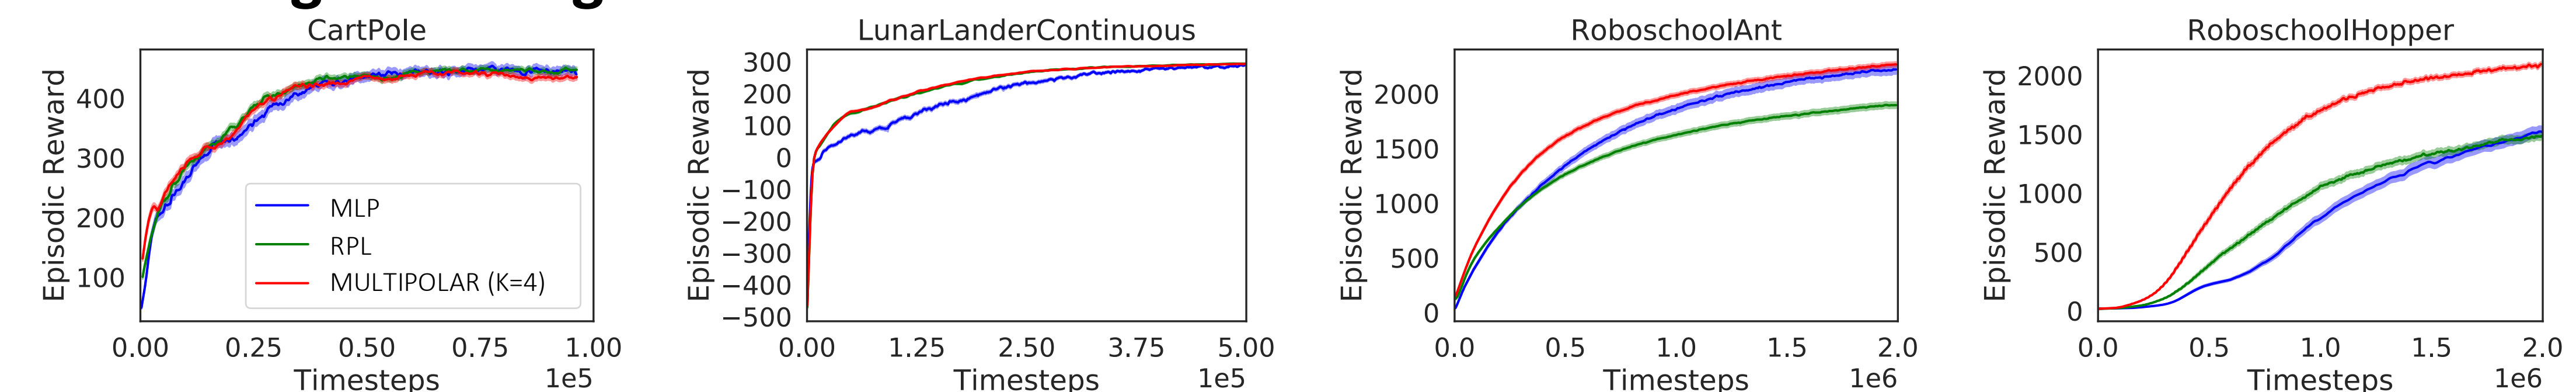 CartPole
LunarLanderContinuous
RoboschoolAnt
RoboschoolHopper
Episodic Reward
400
300
200
100
MLP
RPL
MULTIPOLAR (K=4)
0.00 0.25 0.50 0.75 1.00
Timesteps 1e5
Episodic Reward
300
200
100
0
−100
−200
−300
−400
−500
0.00 1.25 2.50 3.75 5.00
Timesteps 1e5
Episodic Reward
2000
1500
1000
500
0
0.0 0.5 1.0 1.5 2.0
Timesteps 1e6
Episodic Reward
2000
1500
1000
500
0
0.0 0.5 1.0 1.5 2.0
Timesteps 1e6